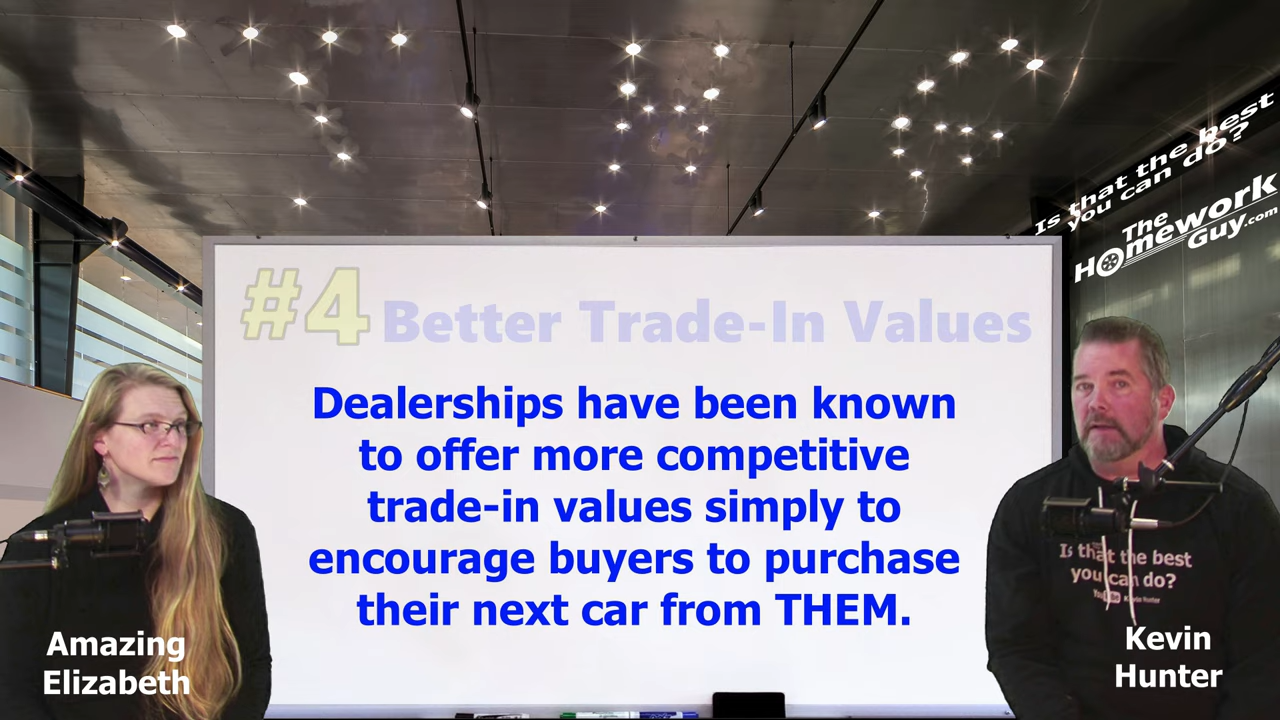 Is that the best
you can do?
The
Homework
Guy.com
#4 Better Trade-In Values
Dealerships have been known
to offer more competitive
trade-in values simply to
encourage buyers to purchase
their next car from THEM.
Is that the best
you can do?
Kevin Hunter
Amazing
Elizabeth
Kevin
Hunter